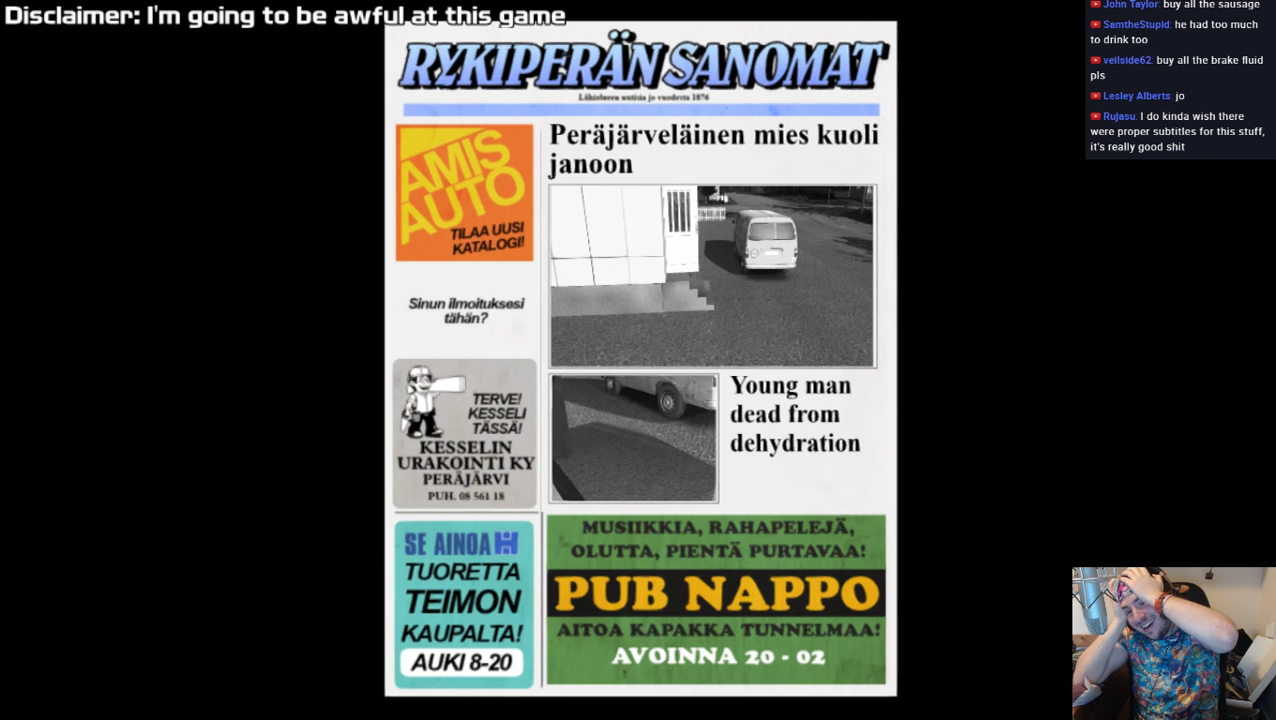 Disclaimer: I'm going to be awful at this game
RYKIPERÄN SANOMAT
Lähialueen uutisia jo vuodesta 1876
AMIS
AUTO
TILAA UUSI
KATALOGI!
Sinun ilmoituksesi
tähän?
TERVE!
KESSELI
TÄSSÄ!
KESSELIN
URAKOINTI KY
PERÄJÄRVI
PUH. 08 561 18
SE AINOA
TUORETTA
TEIMON
KAUPALTA!
AUKI 8-20
Peräjärveläinen mies kuoli
janoon
Young man
dead from
dehydration
MUSIIKKIA, RAHAPELEJÄ,
OLUTTA, PIENTÄ PURTAVAA!
PUB NAPPO
AITOA KAPAKKA TUNNELMAA!
AVOINNA 20 - 02
John Taylor: buy all the sausage
SamtheStupid: he had too much
to drink too
veilside62: buy all the brake fluid
pls
Lesley Alberts: jo
Rujasu: I do kinda wish there
were proper subtitles for this stuff,
it's really good shit